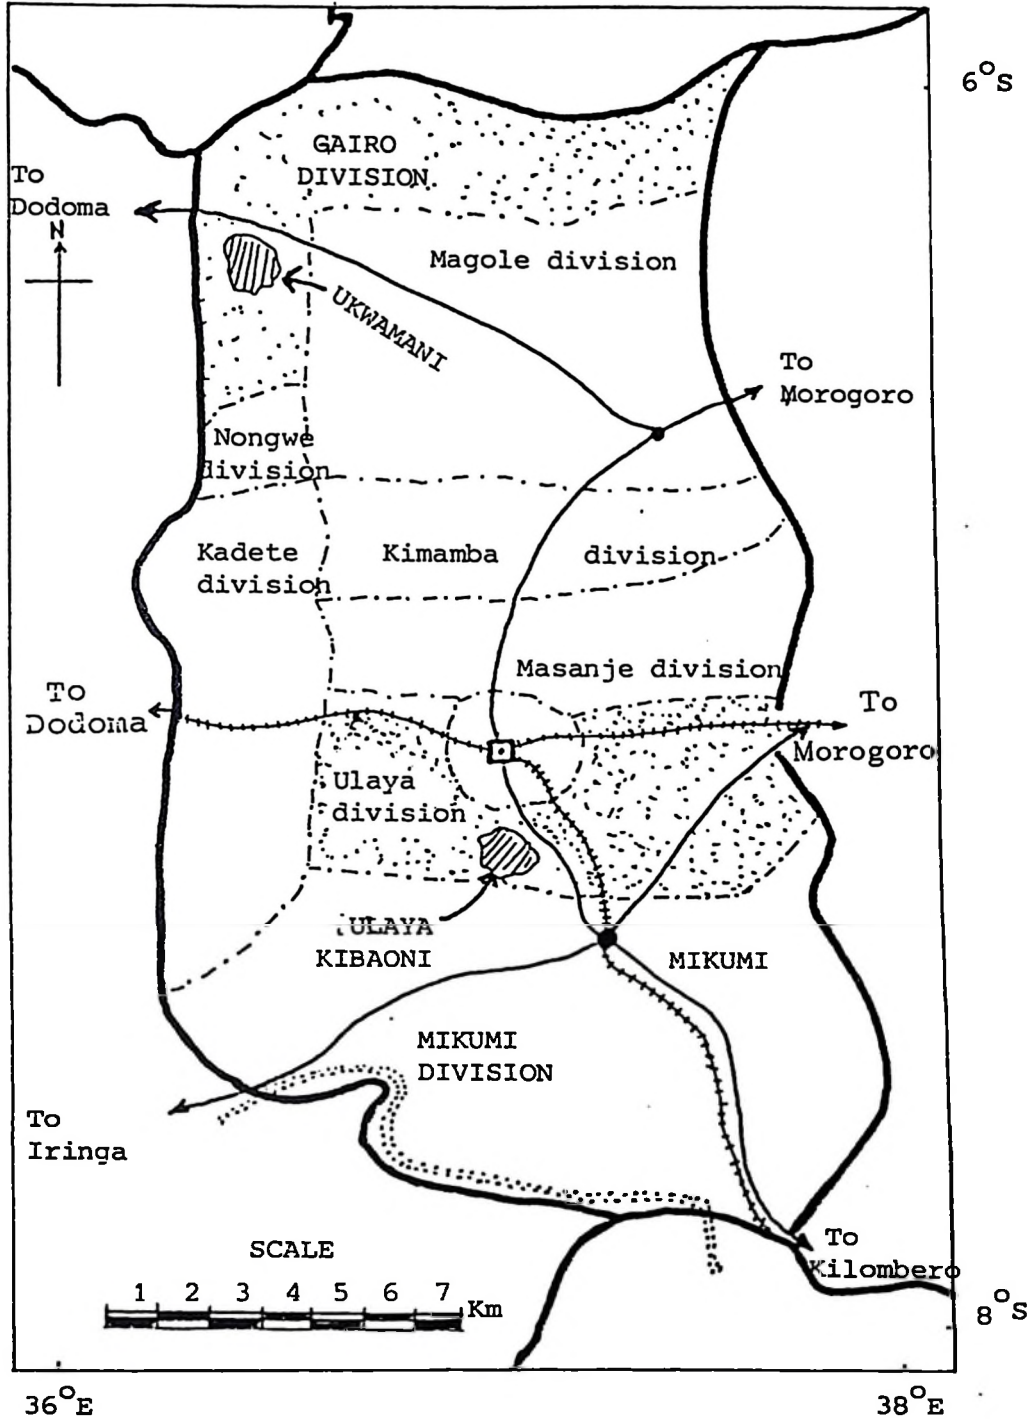 6°S
GAIRO
DIVISION
To
Dodoma
N
Magole division
UKWAMANI
To
Morogoro
Nongwe
division
Kadete
division
Kimamba division
Masanje division
To
Dodoma
To
Morogoro
Ulaya
division
ULAYA
KIBAONI
MIKUMI
MIKUMI
DIVISION
To
Iringa
To
Kilombero
SCALE
1 2 3 4 5 6 7
Km
8°S
36°E
38°E